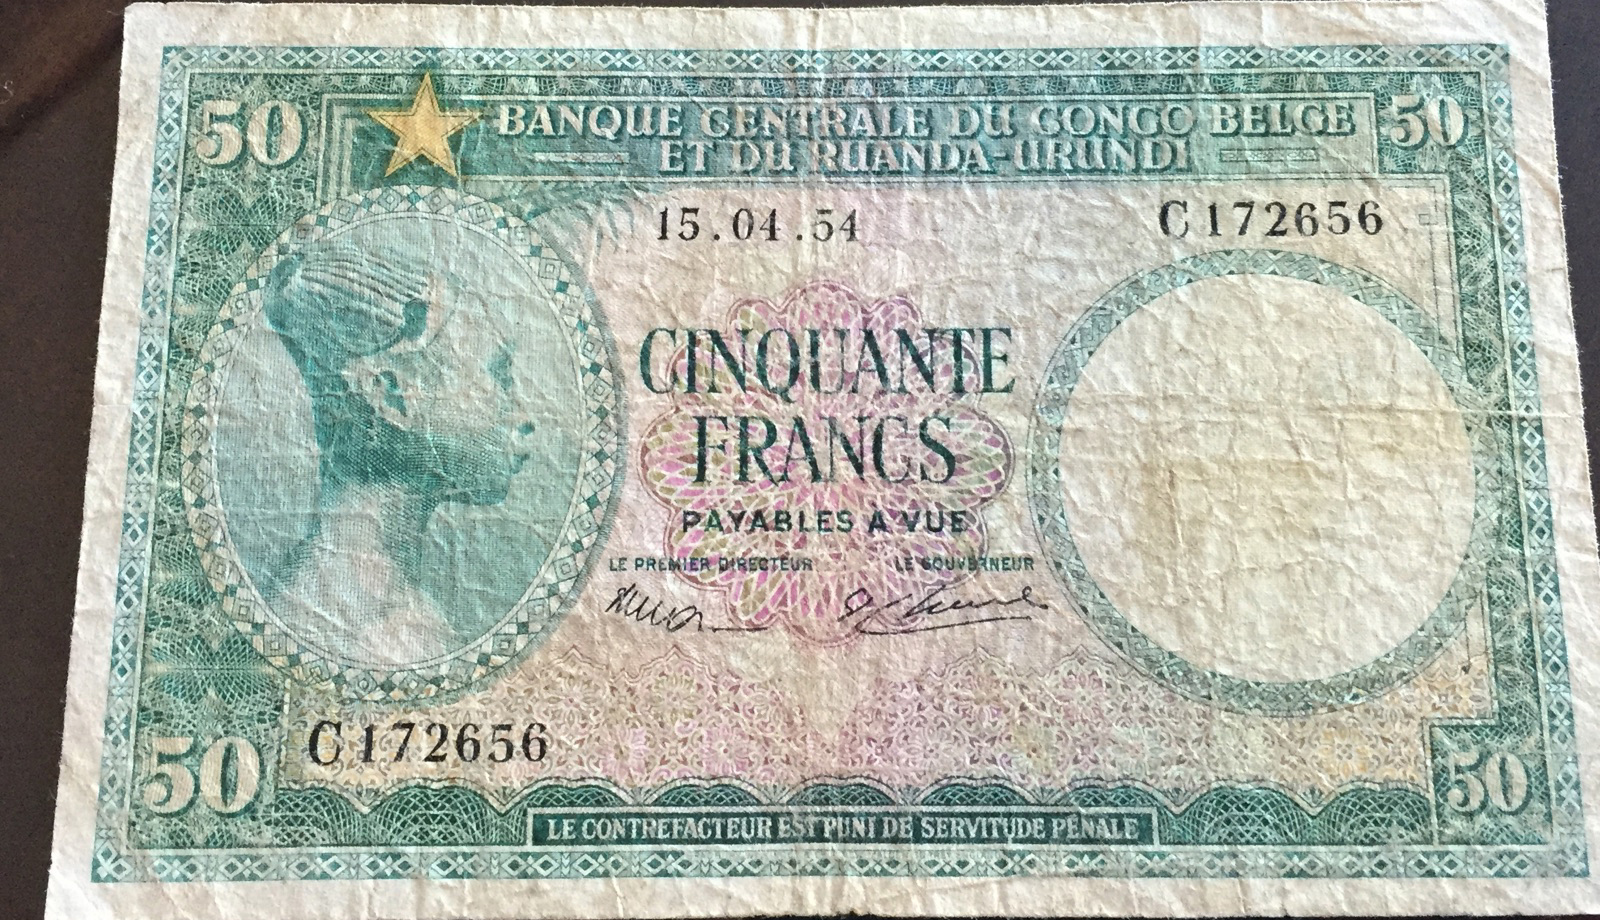 50
BANQUE CENTRALE DU CONGO BELGE
ET DU RUANDA-URUNDI
50
15.04.54
C172656
CINQUANTE
FRANCS
PAYABLES A VUE
LE PREMIER DIRECTEUR
LE GOUVERNEUR
C172656
50
50
LE CONTREFACTEUR EST PUNI DE SERVITUDE PÉNALE